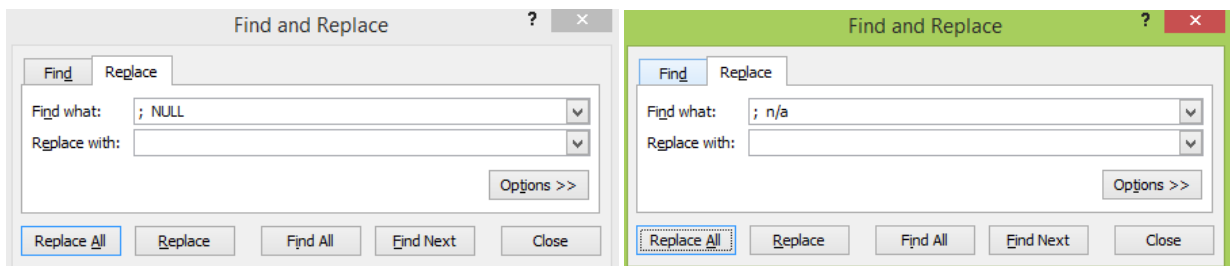 Find and Replace ? ×
Find Replace
Find what: ; NULL
Replace with:
Options >>
Replace All Replace Find All Find Next Close
Find and Replace ? ×
Find Replace
Find what: ; n/a
Replace with:
Options >>
Replace All Replace Find All Find Next Close